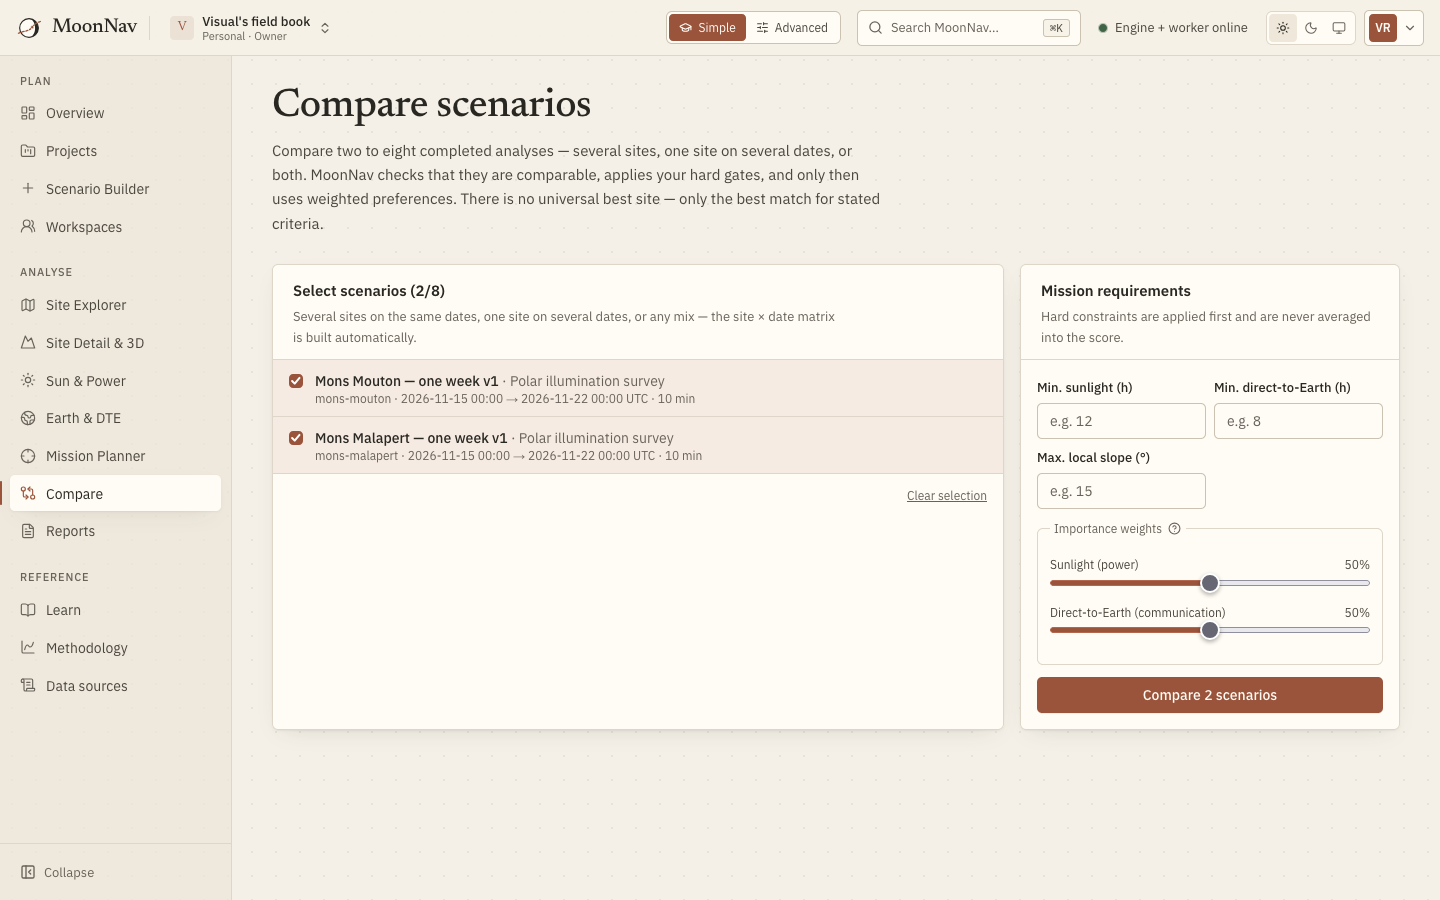 MoonNav
V
Visual's field book
Personal · Owner
Simple
Advanced
Search MoonNav...
⌘K
Engine + worker online
VR
PLAN
Overview
Projects
Scenario Builder
Workspaces
ANALYSE
Site Explorer
Site Detail & 3D
Sun & Power
Earth & DTE
Mission Planner
Compare
Reports
REFERENCE
Learn
Methodology
Data sources
Collapse
Compare scenarios
Compare two to eight completed analyses — several sites, one site on several dates, or
both. MoonNav checks that they are comparable, applies your hard gates, and only then
uses weighted preferences. There is no universal best site — only the best match for stated
criteria.
Select scenarios (2/8)
Several sites on the same dates, one site on several dates, or any mix — the site × date matrix
is built automatically.
Mons Mouton — one week v1 · Polar illumination survey
mons-mouton · 2026-11-15 00:00 → 2026-11-22 00:00 UTC · 10 min
Mons Malapert — one week v1 · Polar illumination survey
mons-malapert · 2026-11-15 00:00 → 2026-11-22 00:00 UTC · 10 min
Clear selection
Mission requirements
Hard constraints are applied first and are never averaged
into the score.
Min. sunlight (h)
Min. direct-to-Earth (h)
e.g. 12
e.g. 8
Max. local slope (°)
e.g. 15
Importance weights
Sunlight (power)
50%
Direct-to-Earth (communication)
50%
Compare 2 scenarios